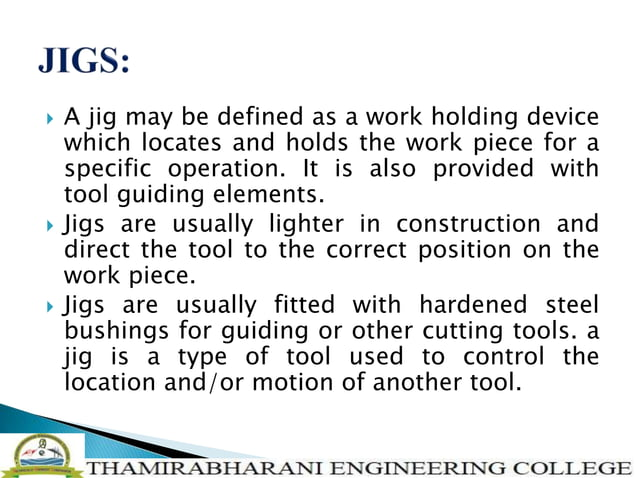 JIGS:
A jig may be defined as a work holding device
which locates and holds the work piece for a
specific operation. It is also provided with
tool guiding elements.
Jigs are usually lighter in construction and
direct the tool to the correct position on the
work piece.
Jigs are usually fitted with hardened steel
bushings for guiding or other cutting tools. a
jig is a type of tool used to control the
location and/or motion of another tool.
THAMIRABHARANI ENGINEERING COLLEGE